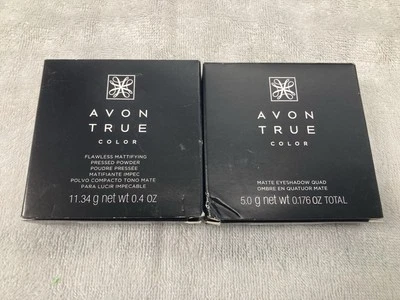 AVON
TRUE
COLOR
FLAWLESS MATTIFYING
PRESSED POWDER
POUDRE PRESSÉE
MATIFIANTE IMPEC
POLVO COMPACTO TONO MATE
PARA LUCIR IMPECABLE
11.34 g net wt 0.4 oz
AVON
TRUE
COLOR
MATTE EYESHADOW QUAD
OMBRE EN QUATUOR MATE
5.0 g net wt 0.176 oz TOTAL